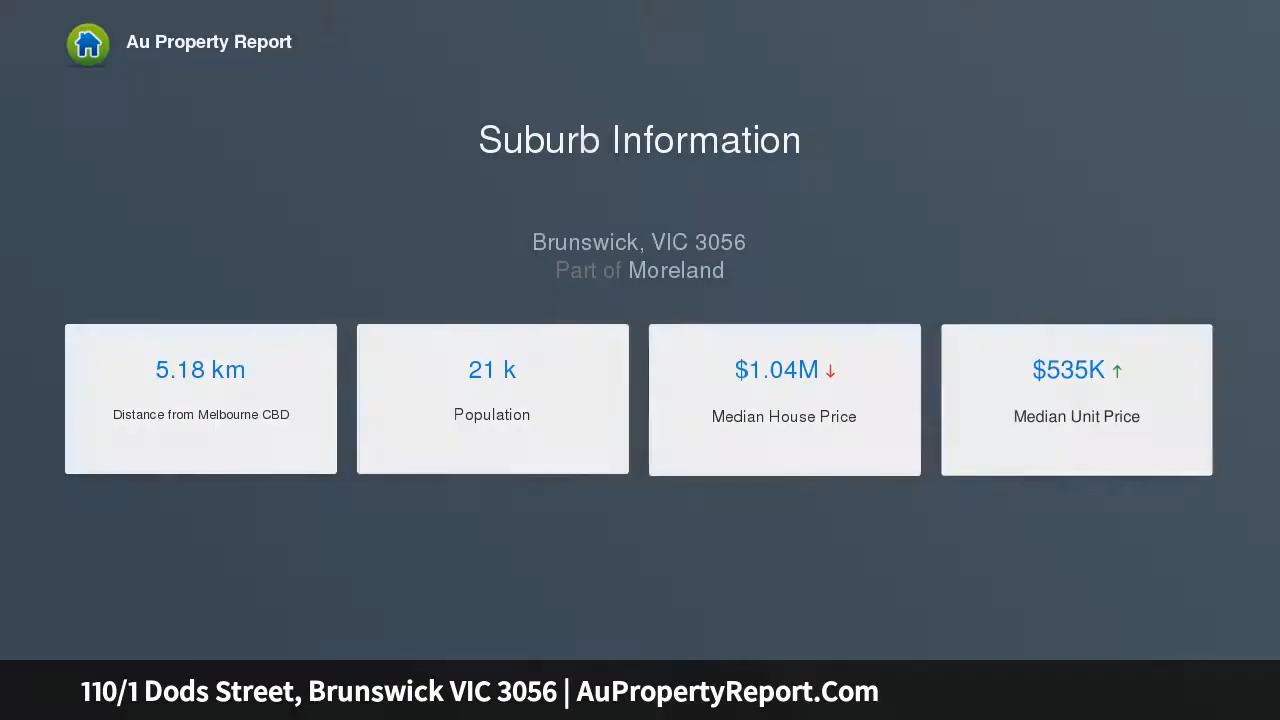 Au Property Report
Suburb Information
Brunswick, VIC 3056
Part of Moreland
5.18 km
Distance from Melbourne CBD
21 k
Population
$1.04M ↓
Median House Price
$535K ↑
Median Unit Price
110/1 Dods Street, Brunswick VIC 3056 | AuPropertyReport.Com